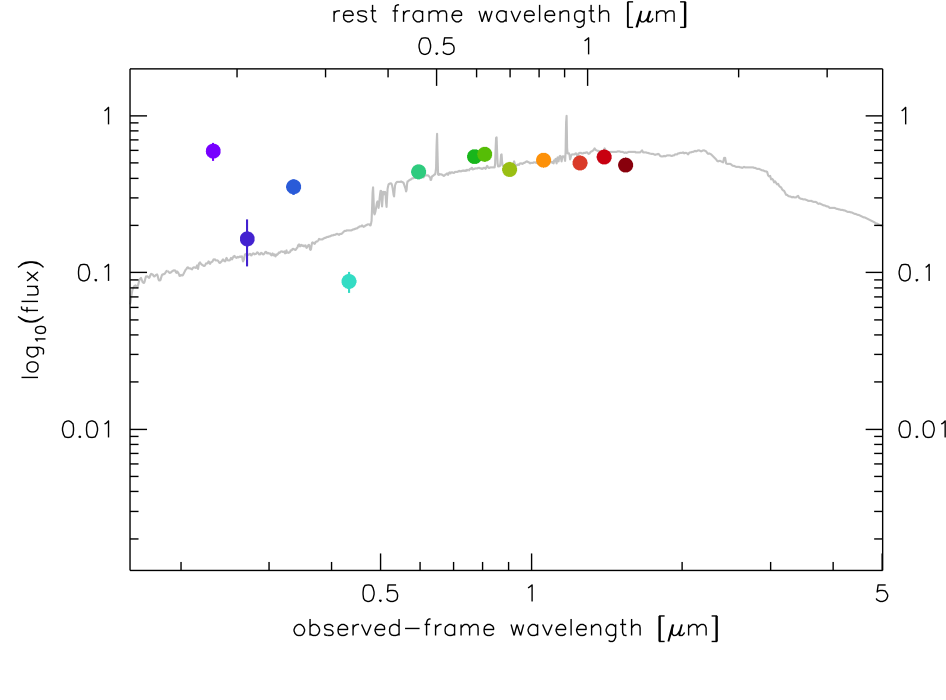 rest frame wavelength [μm]
0.5 1
1 1
0.1 0.1
0.01 0.01
log10(flux)
0.5 1 5
observed-frame wavelength [μm]